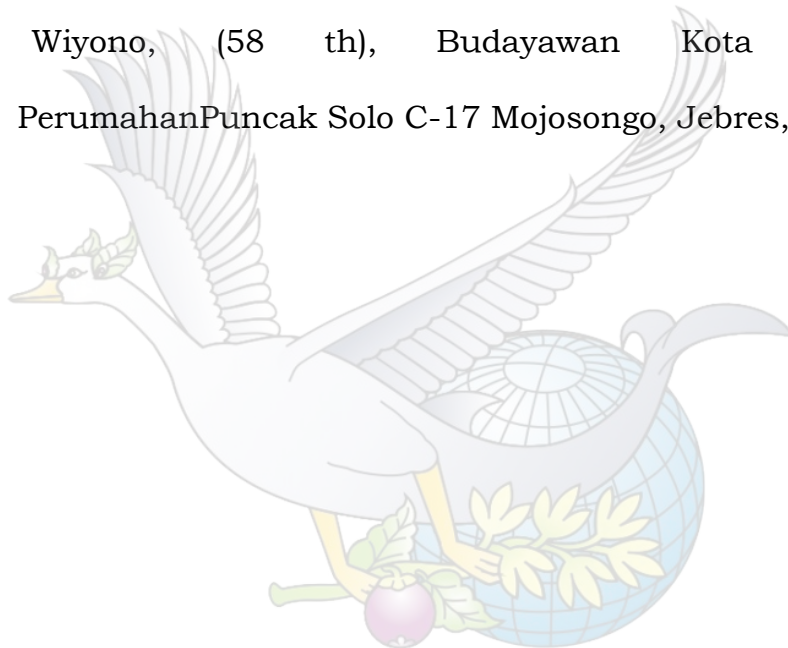 Wiyono, (58 th), Budayawan Kota
PerumahanPuncak Solo C-17 Mojosongo, Jebres,